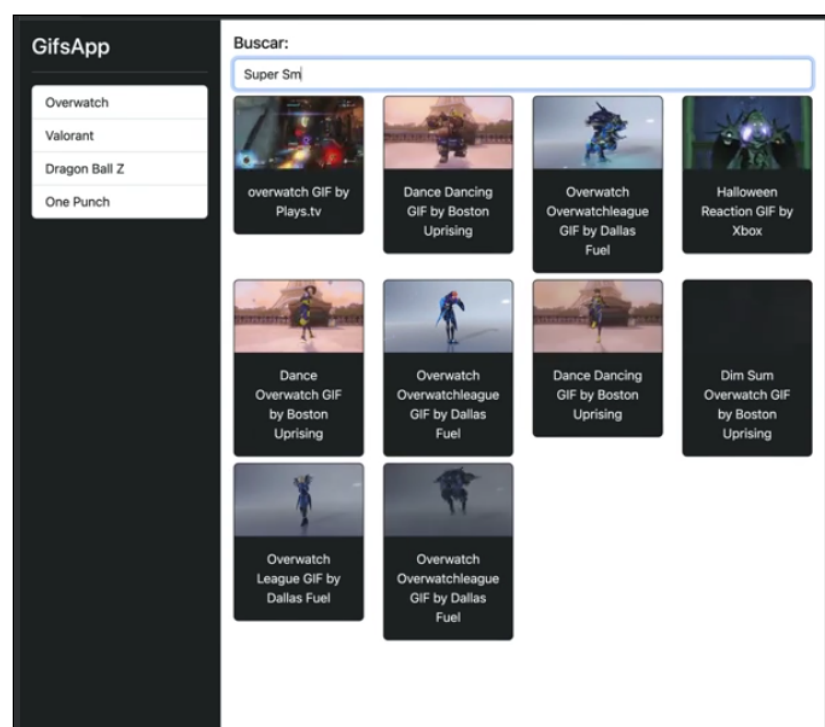 GifsApp
Overwatch
Valorant
Dragon Ball Z
One Punch
Buscar:
Super Sm
overwatch GIF by
Plays.tv
Dance Dancing
GIF by Boston
Uprising
Overwatch
Overwatchleague
GIF by Dallas
Fuel
Halloween
Reaction GIF by
Xbox
Dance
Overwatch GIF
by Boston
Uprising
Overwatch
Overwatchleague
GIF by Dallas
Fuel
Dance Dancing
GIF by Boston
Uprising
Dim Sum
Overwatch GIF
by Boston
Uprising
Overwatch
League GIF by
Dallas Fuel
Overwatch
Overwatchleague
GIF by Dallas
Fuel